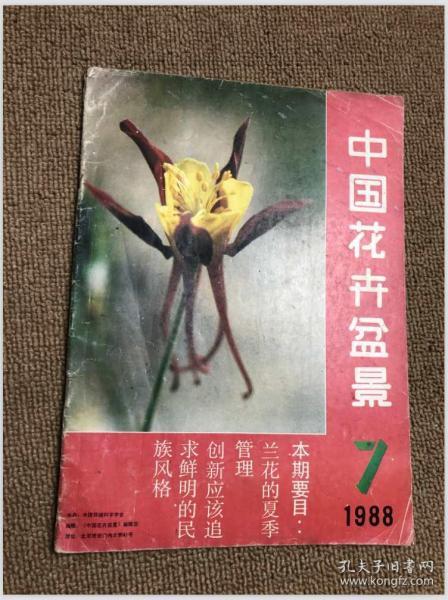 中国花卉盆景
7
1988
本期要目：
兰花的夏季
管理
创新应该追
求鲜明的民
族风格
孔夫子旧书网
www.kongfz.com